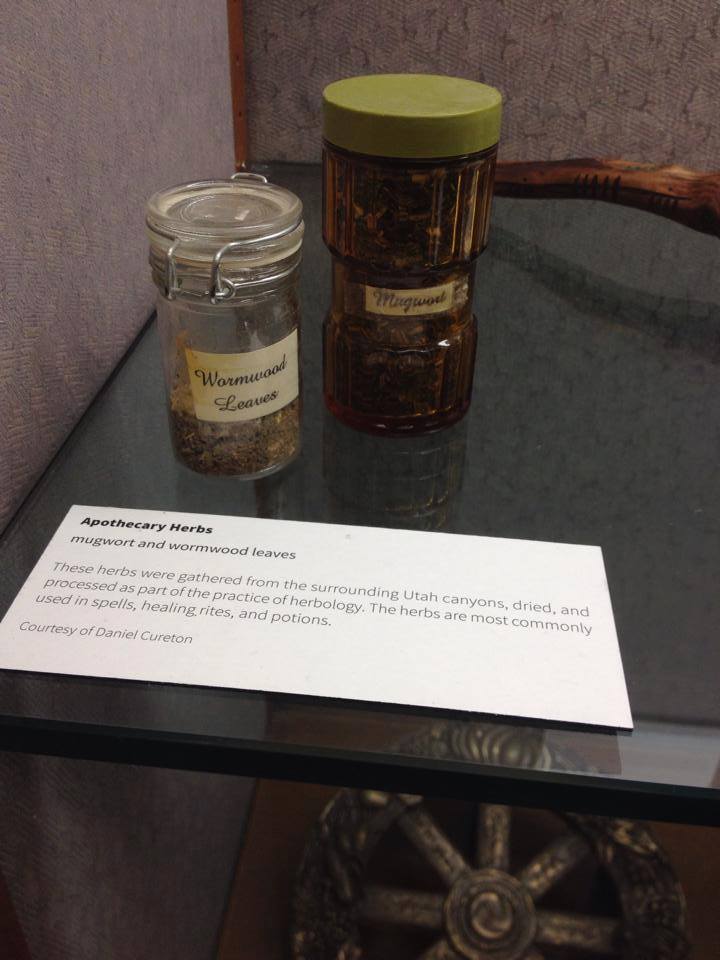 Mugwort
Wormwood
Leaves
Apothecary Herbs
mugwort and wormwood leaves
These herbs were gathered from the surrounding Utah canyons, dried, and
processed as part of the practice of herbology. The herbs are most commonly
used in spells, healing rites, and potions.
Courtesy of Daniel Cureton